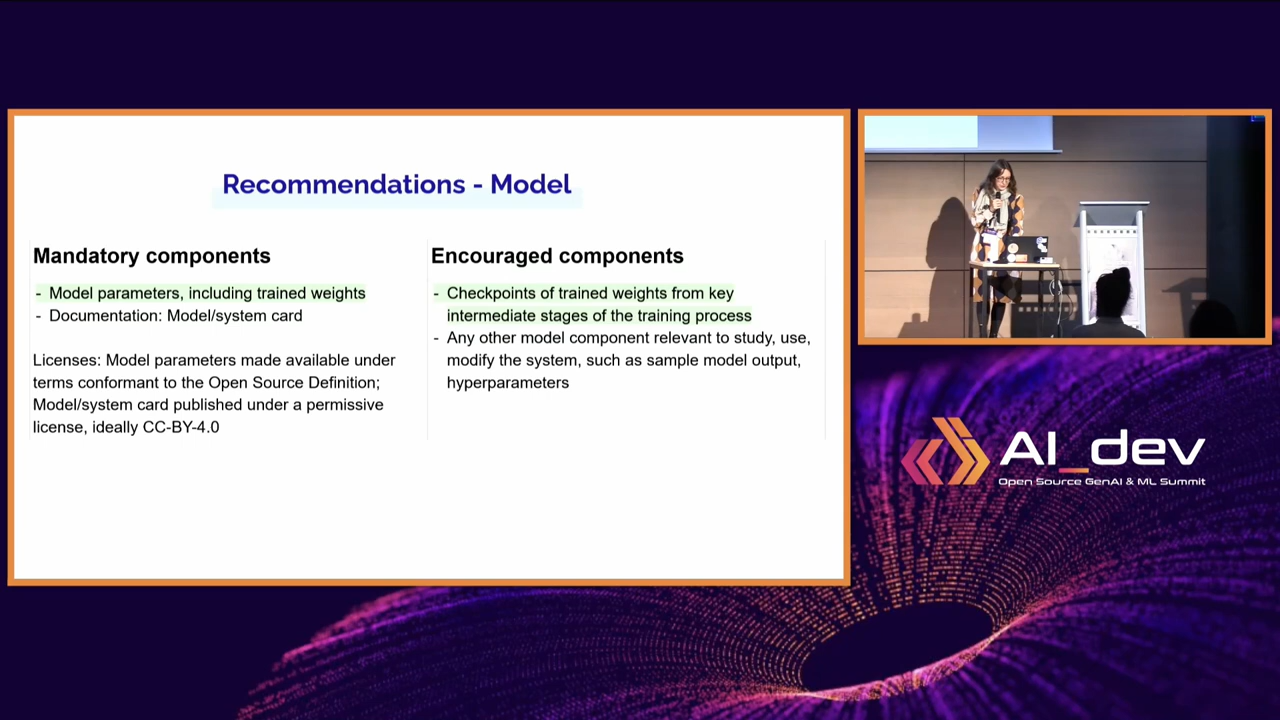 Recommendations - Model
Mandatory components
- Model parameters, including trained weights
- Documentation: Model/system card
Licenses: Model parameters made available under
terms conformant to the Open Source Definition;
Model/system card published under a permissive
license, ideally CC-BY-4.0
Encouraged components
- Checkpoints of trained weights from key
intermediate stages of the training process
- Any other model component relevant to study, use,
modify the system, such as sample model output,
hyperparameters
AI_dev
Open Source GenAI & ML Summit